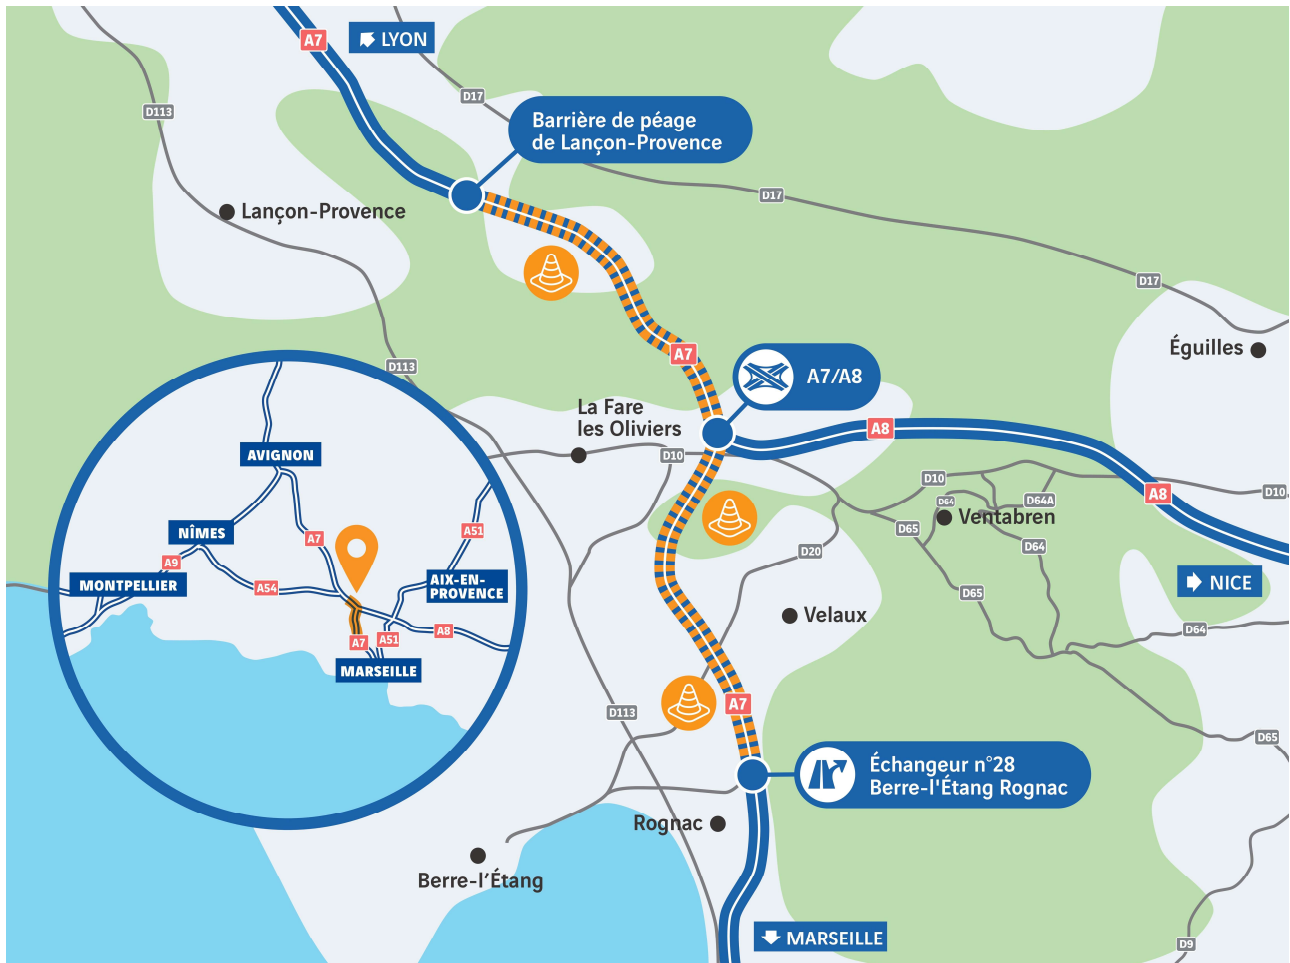 A7
LYON
D17
D113
Barrière de péage
de Lançon-Provence
D17
Lançon-Provence
D17
A7
Éguilles
D113
A7/A8
La Fare
les Oliviers
A8
AVIGNON
D10
D10
D64
D64A
A8
D10
NÎMES
A7
A51
D65
Ventabren
D64
D20
A9
MONTPELLIER
A54
AIX-EN-
PROVENCE
NICE
D65
Velaux
A7
A51
A8
D64
MARSEILLE
D113
A7
D65
Échangeur n°28
Berre-l'Étang Rognac
Rognac
Berre-l'Étang
MARSEILLE
D9